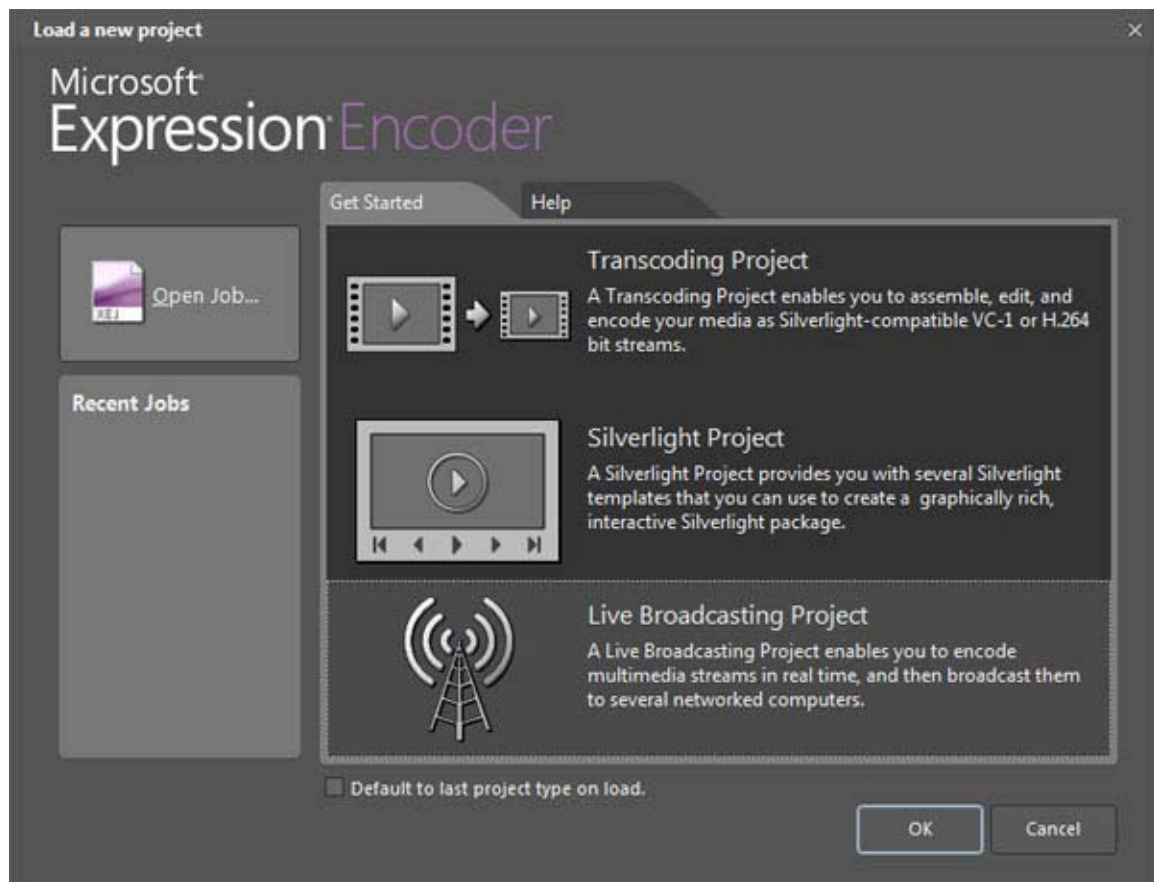 Load a new project
Microsoft®
Expression® Encoder
Get Started
Help
XEJ
Open Job...
Recent Jobs
Transcoding Project
A Transcoding Project enables you to assemble, edit, and
encode your media as Silverlight-compatible VC-1 or H.264
bit streams.
Silverlight Project
A Silverlight Project provides you with several Silverlight
templates that you can use to create a graphically rich,
interactive Silverlight package.
Live Broadcasting Project
A Live Broadcasting Project enables you to encode
multimedia streams in real time, and then broadcast them
to several networked computers.
Default to last project type on load.
OK
Cancel